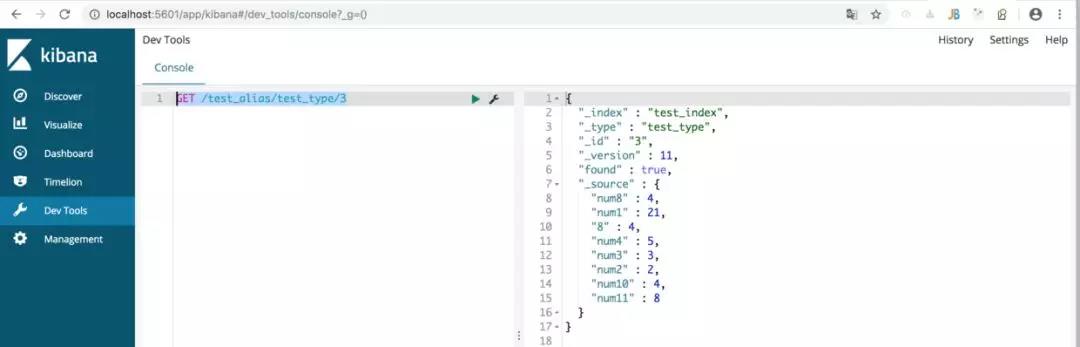 localhost:5601/app/kibana#/dev_tools/console?_g=()
kibana
Discover
Visualize
Dashboard
Timelion
Dev Tools
Management
Dev Tools
History Settings Help
Console
1 GET /test_alias/test_type/3
1 {
2 "_index" : "test_index",
3 "_type" : "test_type",
4 "_id" : "3",
5 "_version" : 11,
6 "found" : true,
7 "_source" : {
8 "num8" : 4,
9 "num1" : 21,
10 "8" : 4,
11 "num4" : 5,
12 "num3" : 3,
13 "num2" : 2,
14 "num10" : 4,
15 "num11" : 8
16 }
17 }
18